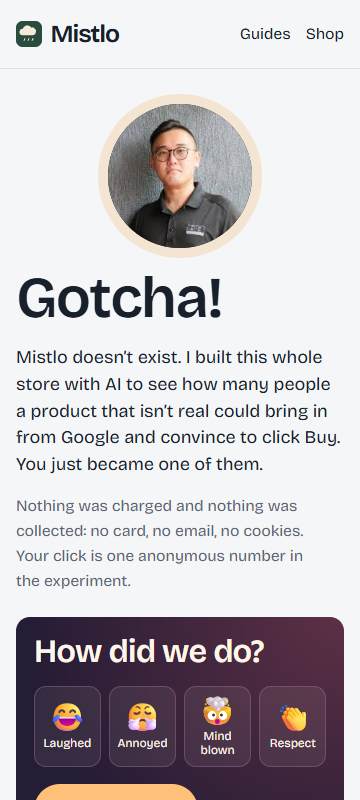 Mistlo
Guides Shop
Gotcha!
Mistlo doesn't exist. I built this whole
store with AI to see how many people
a product that isn't real could bring in
from Google and convince to click Buy.
You just became one of them.
Nothing was charged and nothing was
collected: no card, no email, no cookies.
Your click is one anonymous number in
the experiment.
How did we do?
Laughed Annoyed Mind blown Respect